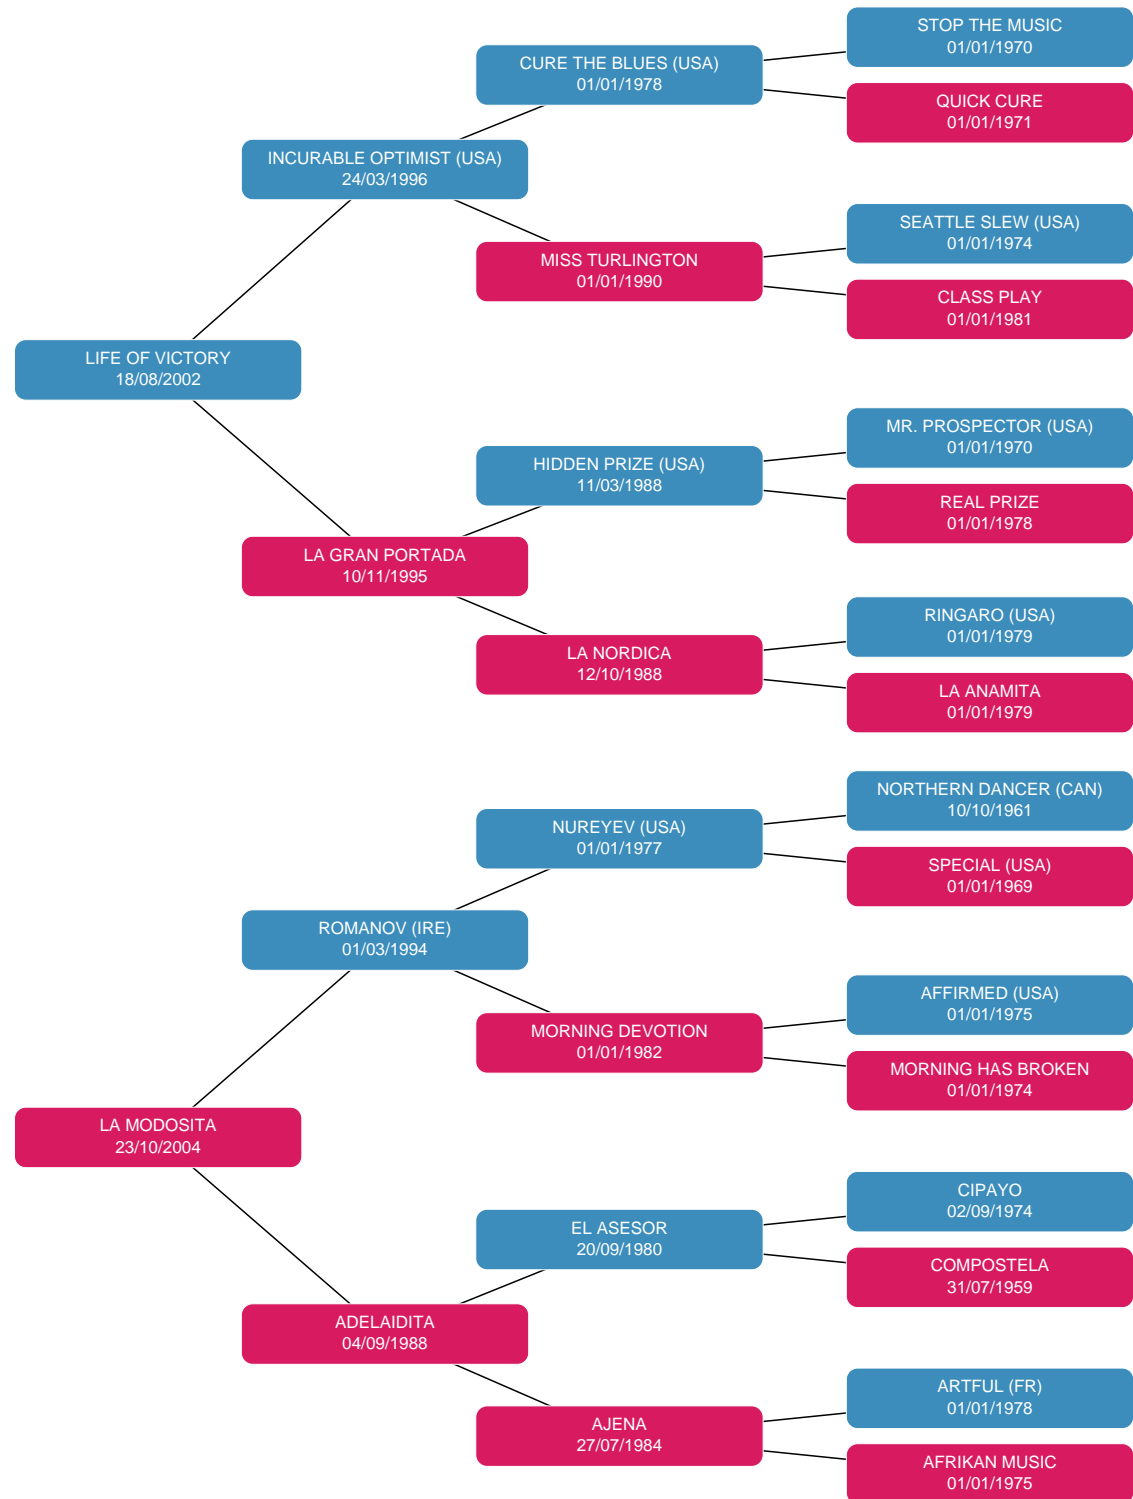 STOP THE MUSIC
01/01/1970
CURE THE BLUES (USA)
01/01/1978
QUICK CURE
01/01/1971
INCURABLE OPTIMIST (USA)
24/03/1996
SEATTLE SLEW (USA)
01/01/1974
MISS TURLINGTON
01/01/1990
CLASS PLAY
01/01/1981
LIFE OF VICTORY
18/08/2002
MR. PROSPECTOR (USA)
01/01/1970
HIDDEN PRIZE (USA)
11/03/1988
REAL PRIZE
01/01/1978
LA GRAN PORTADA
10/11/1995
RINGARO (USA)
01/01/1979
LA NORDICA
12/10/1988
LA ANAMITA
01/01/1979
NORTHERN DANCER (CAN)
10/10/1961
NUREYEV (USA)
01/01/1977
SPECIAL (USA)
01/01/1969
ROMANOV (IRE)
01/03/1994
AFFIRMED (USA)
01/01/1975
MORNING DEVOTION
01/01/1982
MORNING HAS BROKEN
01/01/1974
LA MODOSITA
23/10/2004
CIPAYO
02/09/1974
EL ASESOR
20/09/1980
COMPOSTELA
31/07/1959
ADELAIDITA
04/09/1988
ARTFUL (FR)
01/01/1978
AJENA
27/07/1984
AFRIKAN MUSIC
01/01/1975